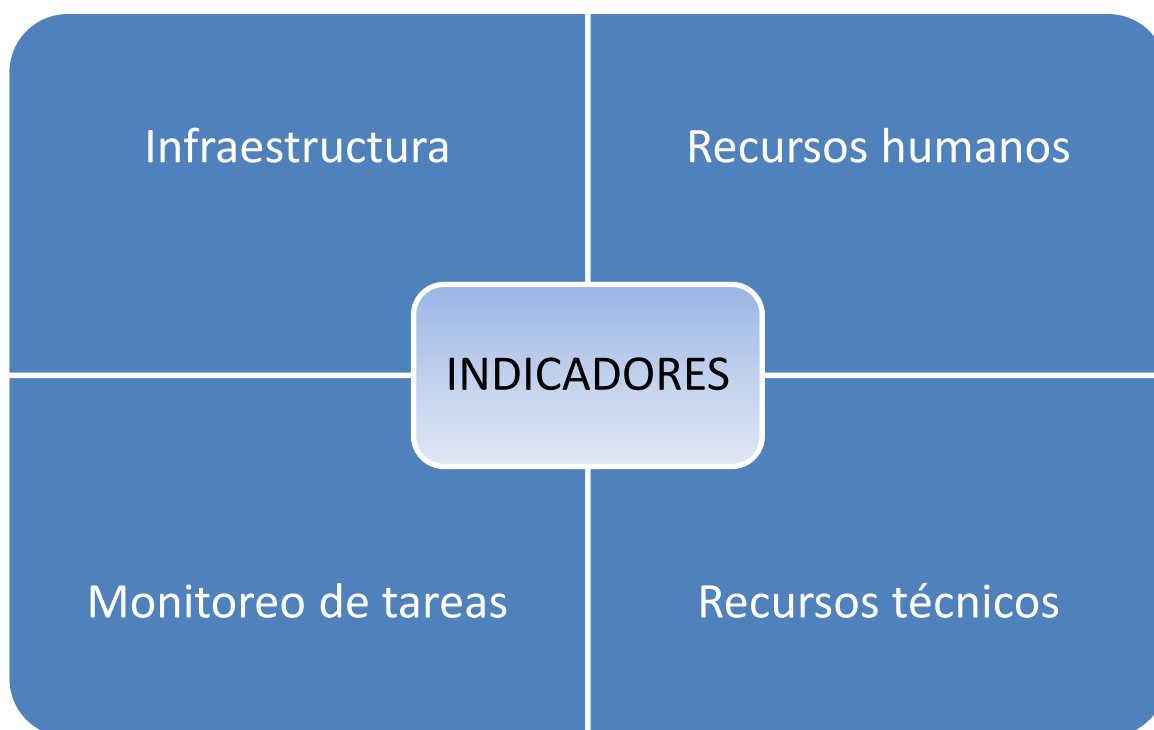 Infraestructura
Recursos humanos
INDICADORES
Monitoreo de tareas
Recursos técnicos